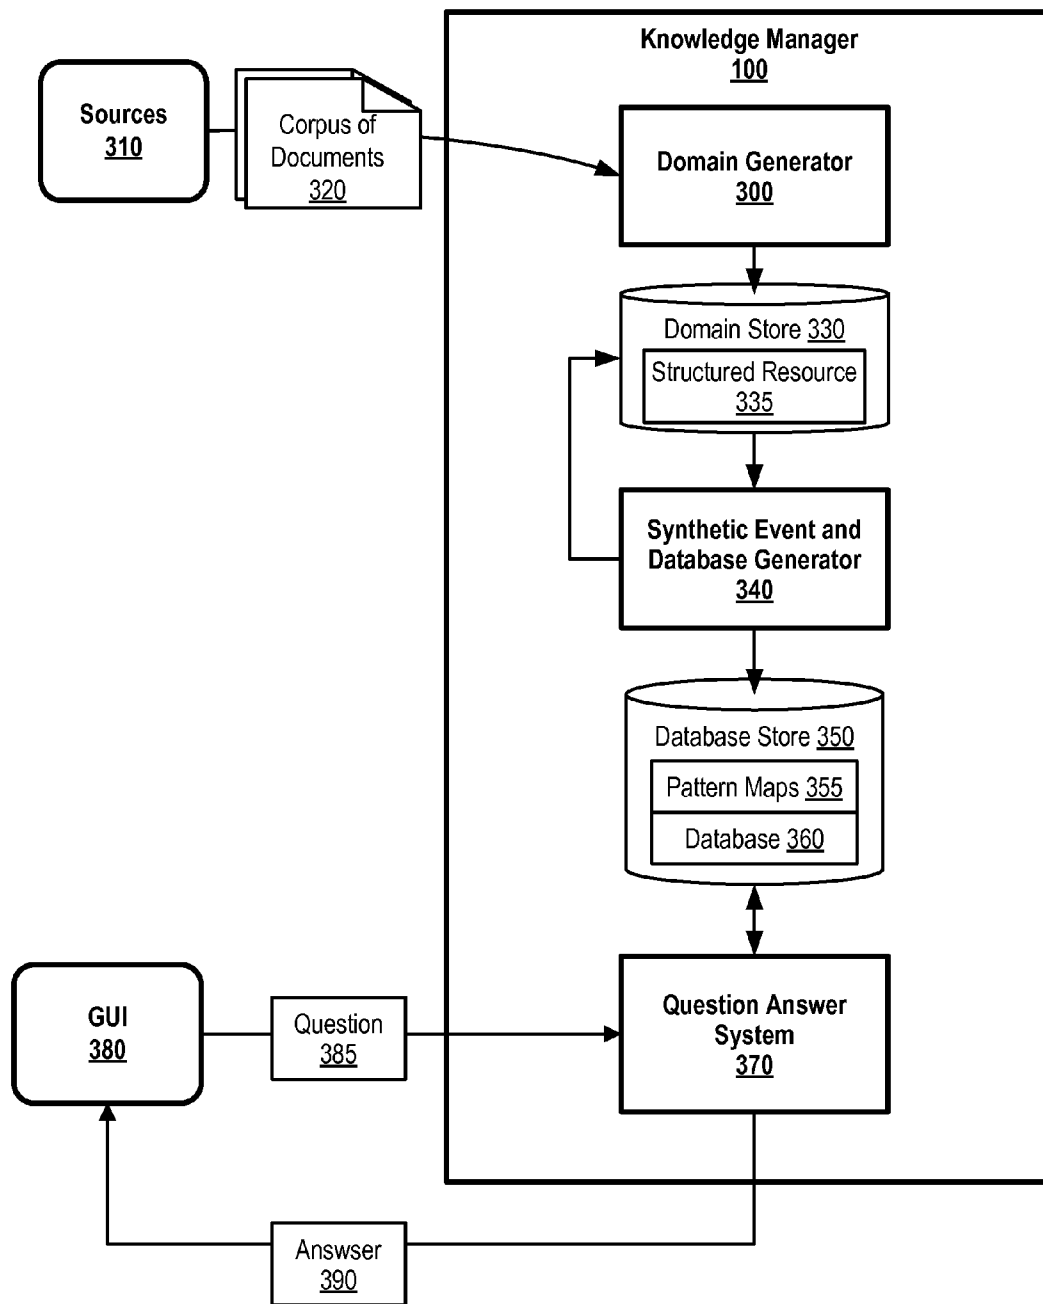 Knowledge Manager
100
Sources
310
Corpus of
Documents
320
Domain Generator
300
Domain Store 330
Structured Resource
335
Synthetic Event and
Database Generator
340
Database Store 350
Pattern Maps 355
Database 360
GUI
380
Question
385
Question Answer
System
370
Answser
390